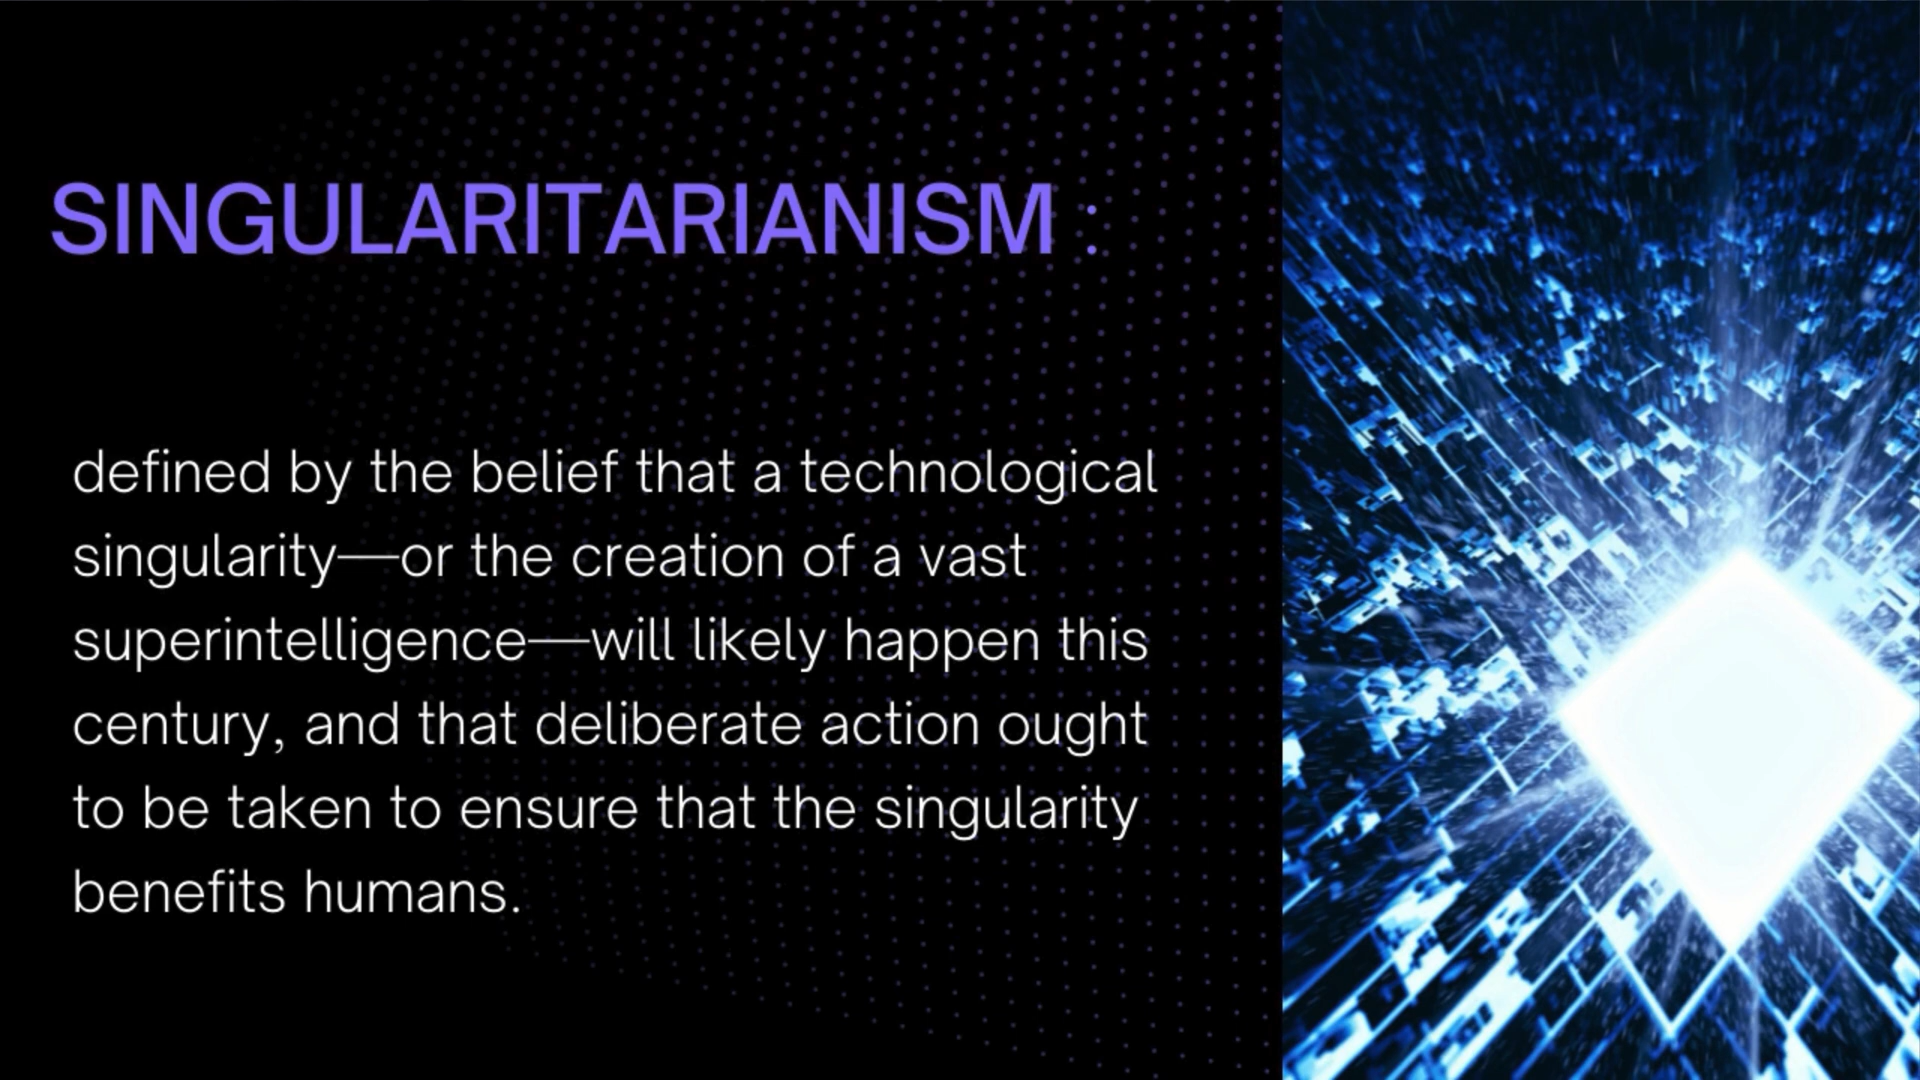 SINGULARITARIANISM :
defined by the belief that a technological
singularity—or the creation of a vast
superintelligence—will likely happen this
century, and that deliberate action ought
to be taken to ensure that the singularity
benefits humans.